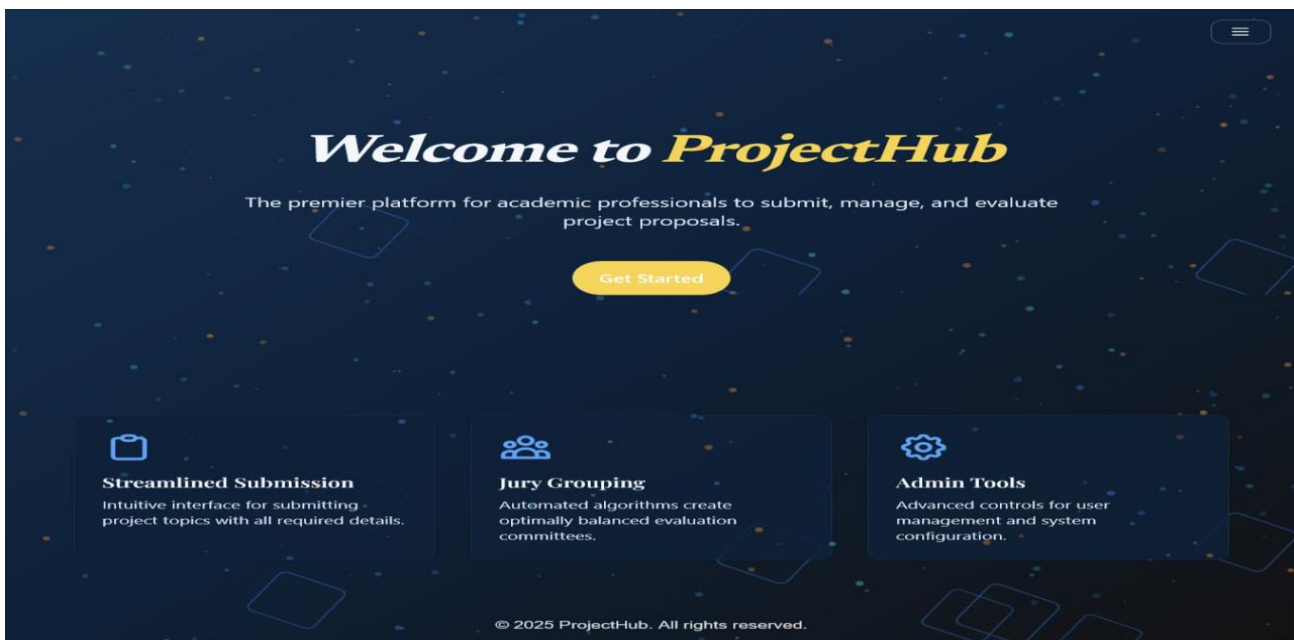 Welcome to ProjectHub
The premier platform for academic professionals to submit, manage, and evaluate
project proposals.
Get Started
Streamlined Submission
Intuitive interface for submitting
project topics with all required details.
Jury Grouping
Automated algorithms create
optimally balanced evaluation
committees.
Admin Tools
Advanced controls for user
management and system
configuration.
© 2025 ProjectHub. All rights reserved.